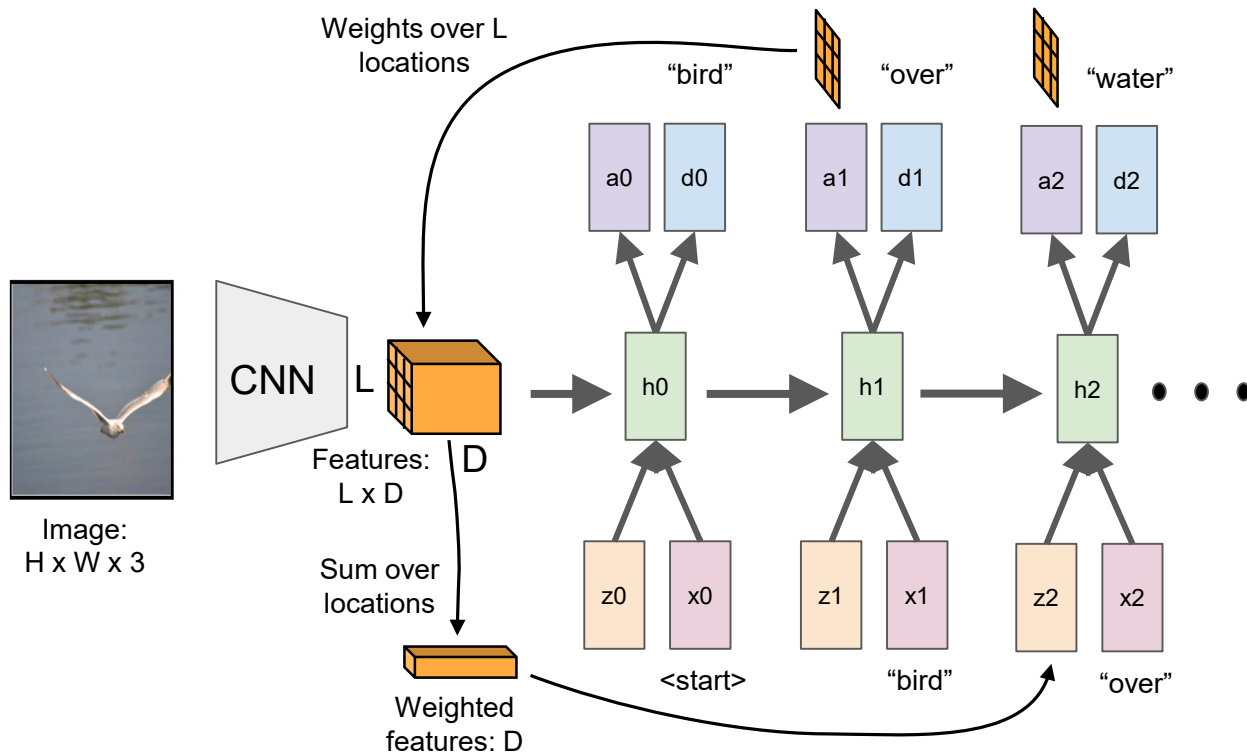 Weights over L
locations
“bird”
“over”
“water”
a0
d0
a1
d1
a2
d2
CNN
L
h0
h1
h2
D
Features:
L x D
Image:
H x W x 3
Sum over
locations
z0
x0
z1
x1
z2
x2
<start>
“bird”
“over”
Weighted
features: D